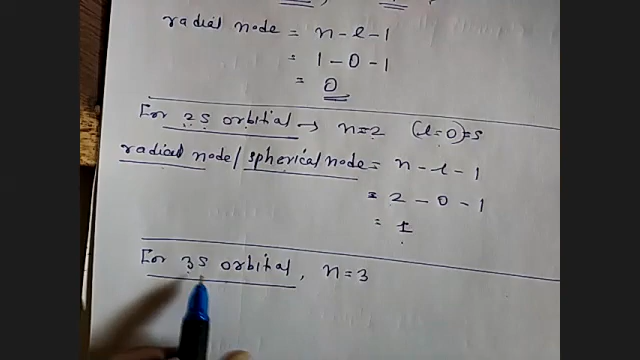 radial node = n - l - 1
= 1 - 0 - 1
= 0
For 2s orbital → n=2 (l=0)=s
radial node/spherical node = n - l - 1
= 2 - 0 - 1
= 1
For 3s orbital, n=3